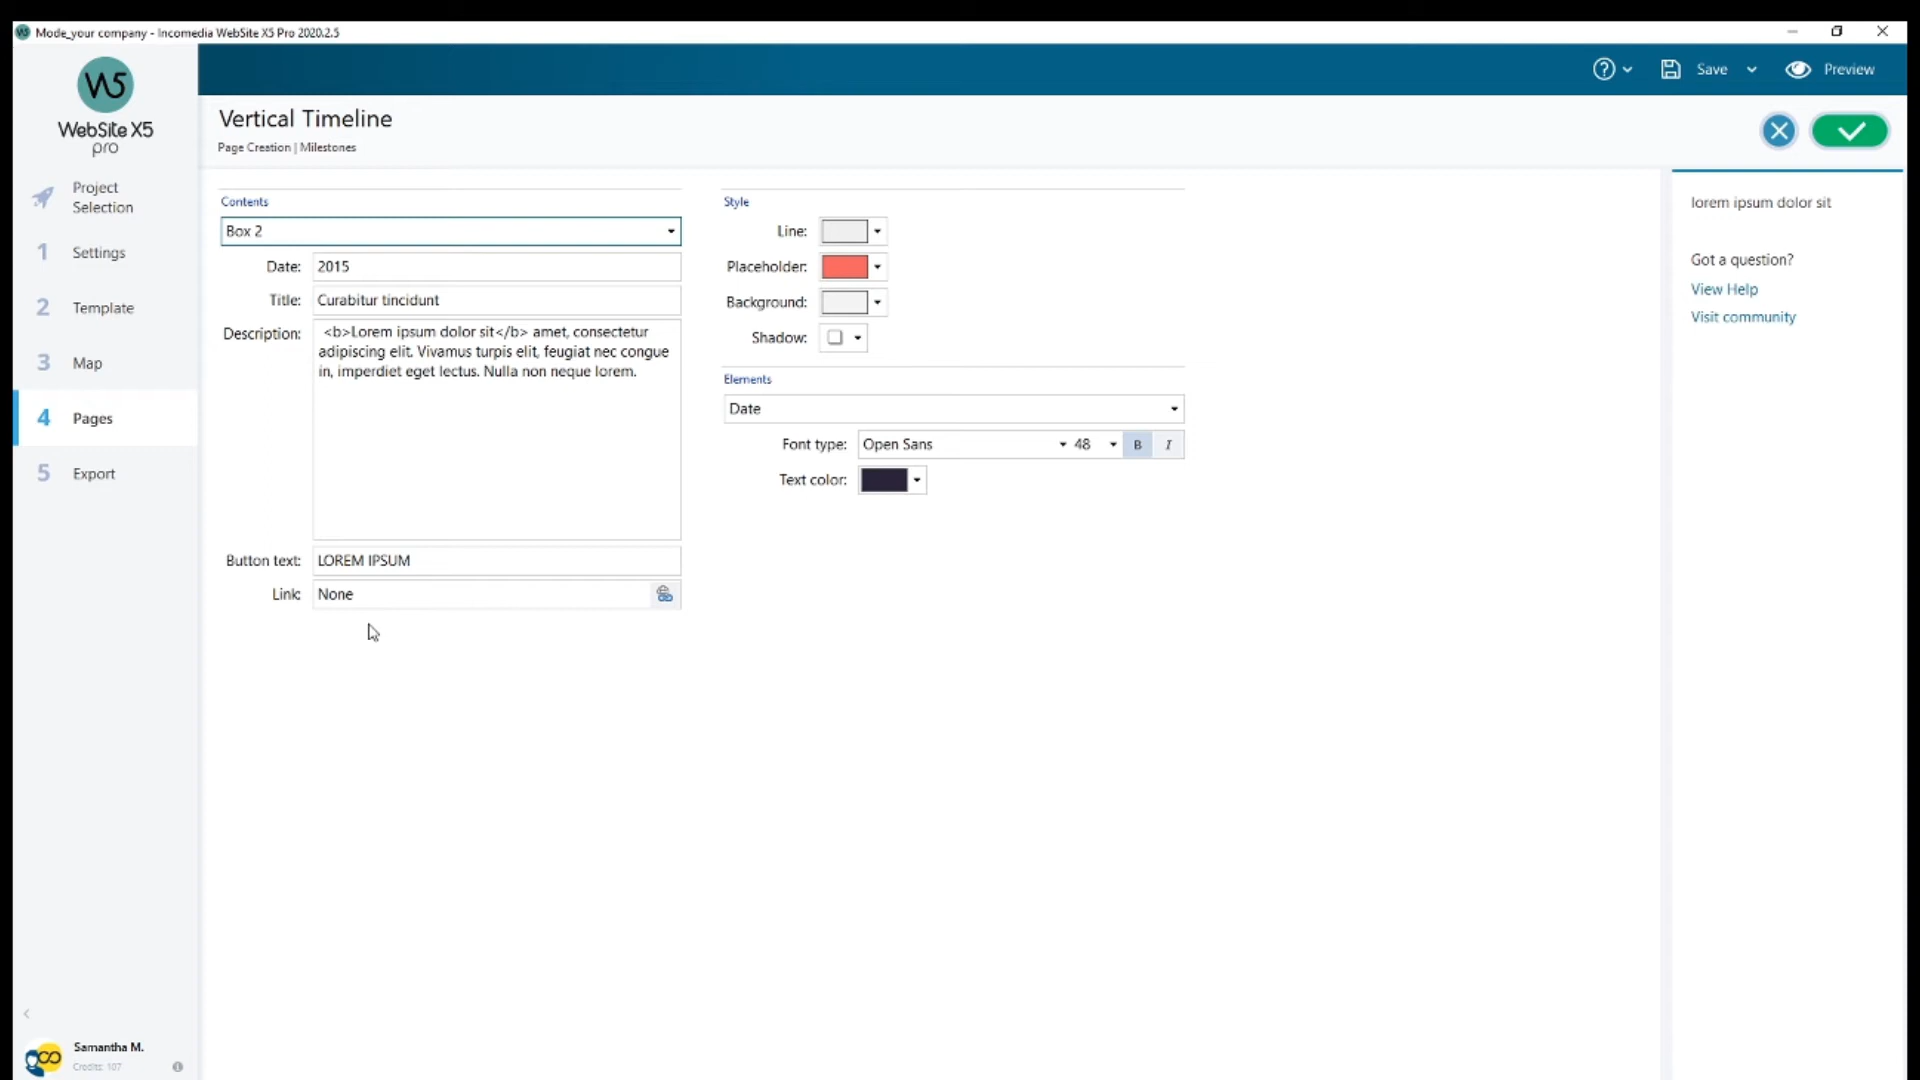 Mode_your company - Incomedia WebSite X5 Pro 2020.2.5
W5
WebSite X5
pro
Save
Preview
Vertical Timeline
Page Creation | Milestones
Project
Selection
1 Settings
2 Template
3 Map
4 Pages
5 Export
Contents
Box 2
Date: 2015
Title: Curabitur tincidunt
Description: <b>Lorem ipsum dolor sit</b> amet, consectetur
adipiscing elit. Vivamus turpis elit, feugiat nec congue
in, imperdiet eget lectus. Nulla non neque lorem.
Button text: LOREM IPSUM
Link: None
Style
Line:
Placeholder:
Background:
Shadow:
Elements
Date
Font type: Open Sans 48 B I
Text color:
lorem ipsum dolor sit
Got a question?
View Help
Visit community
Samantha M.
Credits: 107